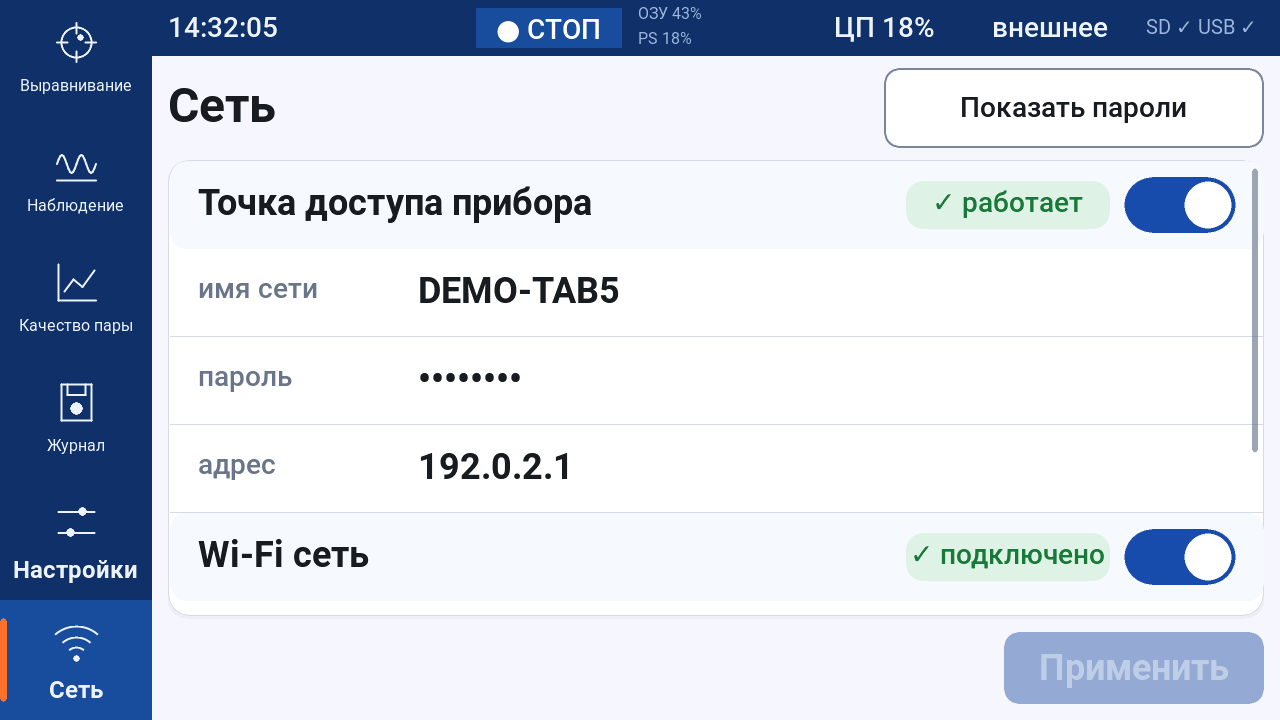 14:32:05
● СТОП
ОЗУ 43%
PS 18%
ЦП 18%
внешнее
SD ✓ USB ✓
Выравнивание
Наблюдение
Качество пары
Журнал
Настройки
Сеть
Сеть
Показать пароли
Точка доступа прибора
✓ работает
имя сети
DEMO-TAB5
пароль
••••••••
адрес
192.0.2.1
Wi-Fi сеть
✓ подключено
Применить